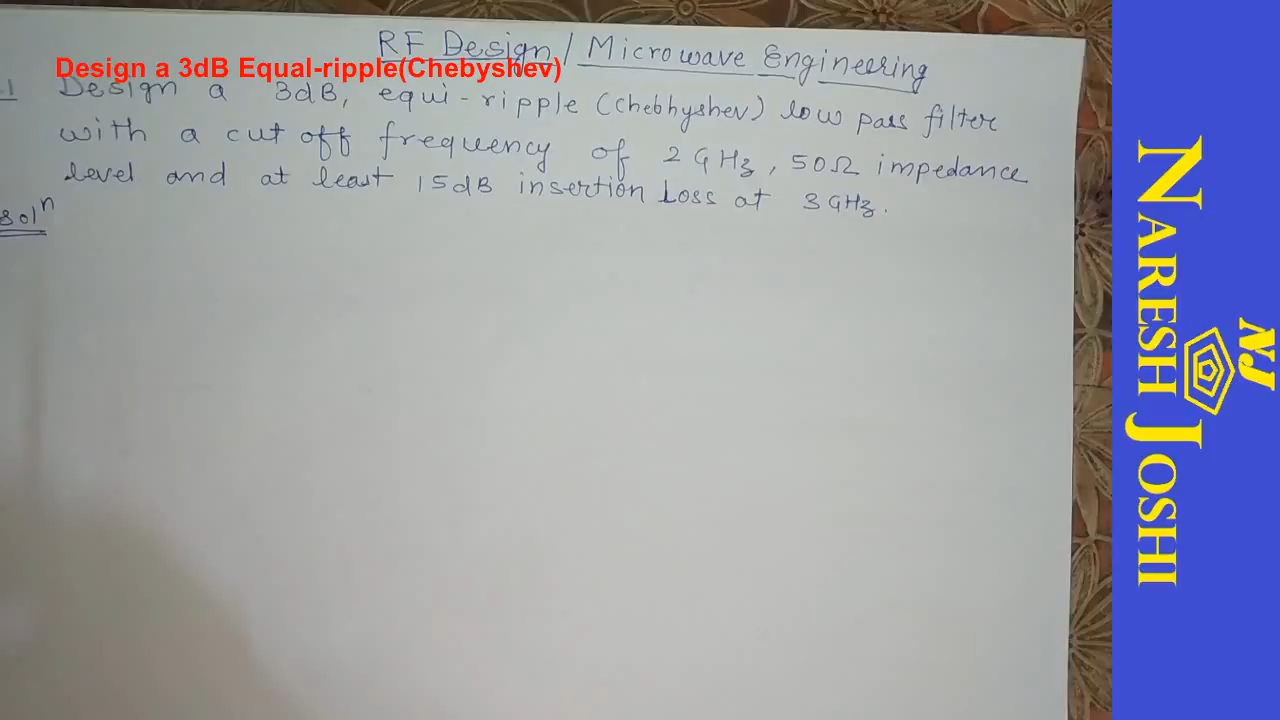 RF Design / Microwave Engineering
Design a 3dB Equal-ripple(Chebyshev)
Design a 3dB, equi-ripple (chebhyshev) low pass filter
with a cut off frequency of 2 GHz, 50Ω impedance
level and at least 15dB insertion loss at 3GHz.
solⁿ
NARESH JOSHI
NJ